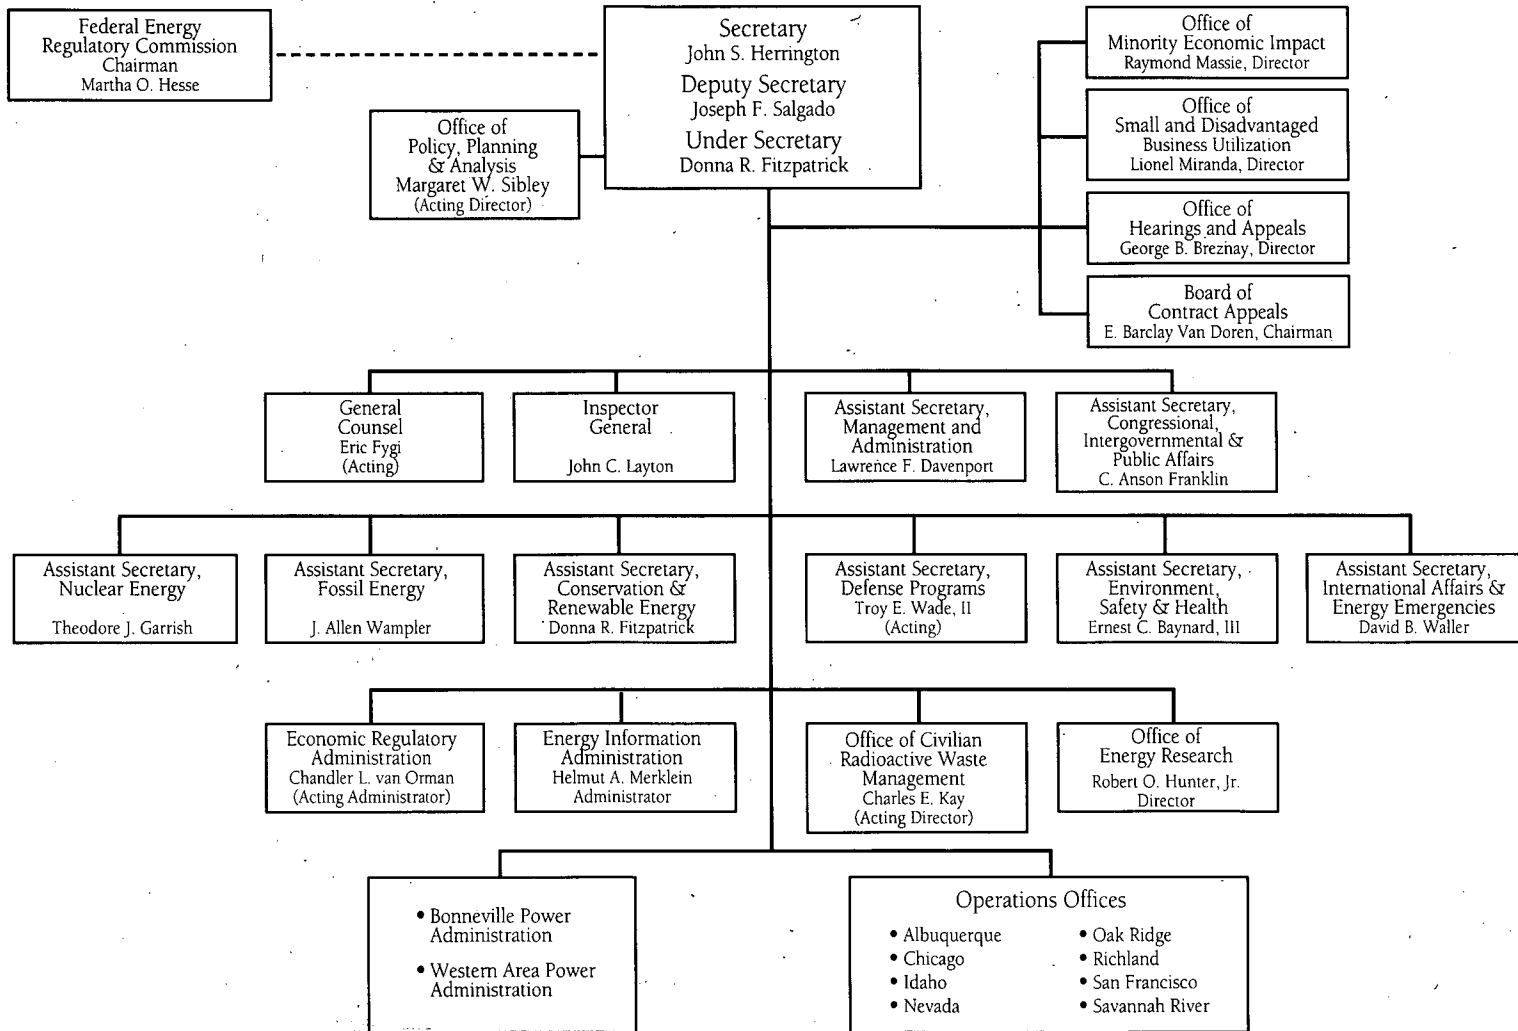 Federal Energy
Regulatory Commission
Chairman
Martha O. Hesse
Secretary
John S. Herrington
Deputy Secretary
Joseph F. Salgado
Under Secretary
Donna R. Fitzpatrick
Office of
Policy, Planning
& Analysis
Margaret W. Sibley
(Acting Director)
Office of
Minority Economic Impact
Raymond Massie, Director
Office of
Small and Disadvantaged
Business Utilization
Lionel Miranda, Director
Office of
Hearings and Appeals
George B. Breznay, Director
Board of
Contract Appeals
E. Barclay Van Doren, Chairman
General
Counsel
Eric Fygi
(Acting)
Inspector
General
John C. Layton
Assistant Secretary,
Management and
Administration
Lawrence F. Davenport
Assistant Secretary,
Congressional,
Intergovernmental &
Public Affairs
C. Anson Franklin
Assistant Secretary,
Nuclear Energy
Theodore J. Garrish
Assistant Secretary,
Fossil Energy
J. Allen Wampler
Assistant Secretary,
Conservation &
Renewable Energy
Donna R. Fitzpatrick
Assistant Secretary,
Defense Programs
Troy E. Wade, II
(Acting)
Assistant Secretary,
Environment,
Safety & Health
Ernest C. Baynard, III
Assistant Secretary,
International Affairs &
Energy Emergencies
David B. Waller
Economic Regulatory
Administration
Chandler L. van Orman
(Acting Administrator)
Energy Information
Administration
Helmut A. Merklein
Administrator
Office of Civilian
Radioactive Waste
Management
Charles E. Kay
(Acting Director)
Office of
Energy Research
Robert O. Hunter, Jr.
Director
• Bonneville Power
Administration
• Western Area Power
Administration
Operations Offices
• Albuquerque
• Chicago
• Idaho
• Nevada
• Oak Ridge
• Richland
• San Francisco
• Savannah River